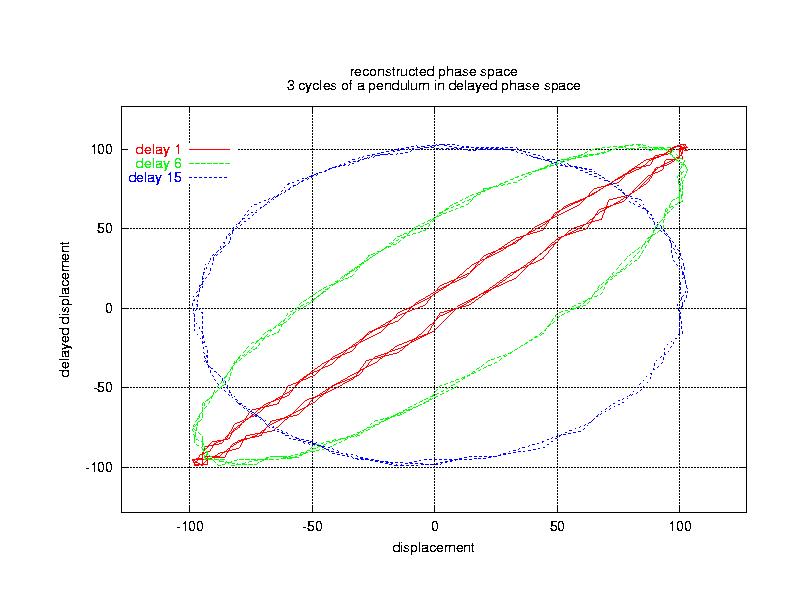 reconstructed phase space
3 cycles of a pendulum in delayed phase space
delay 1
delay 6
delay 15
100
50
0
-50
-100
delayed displacement
-100
-50
0
50
100
displacement